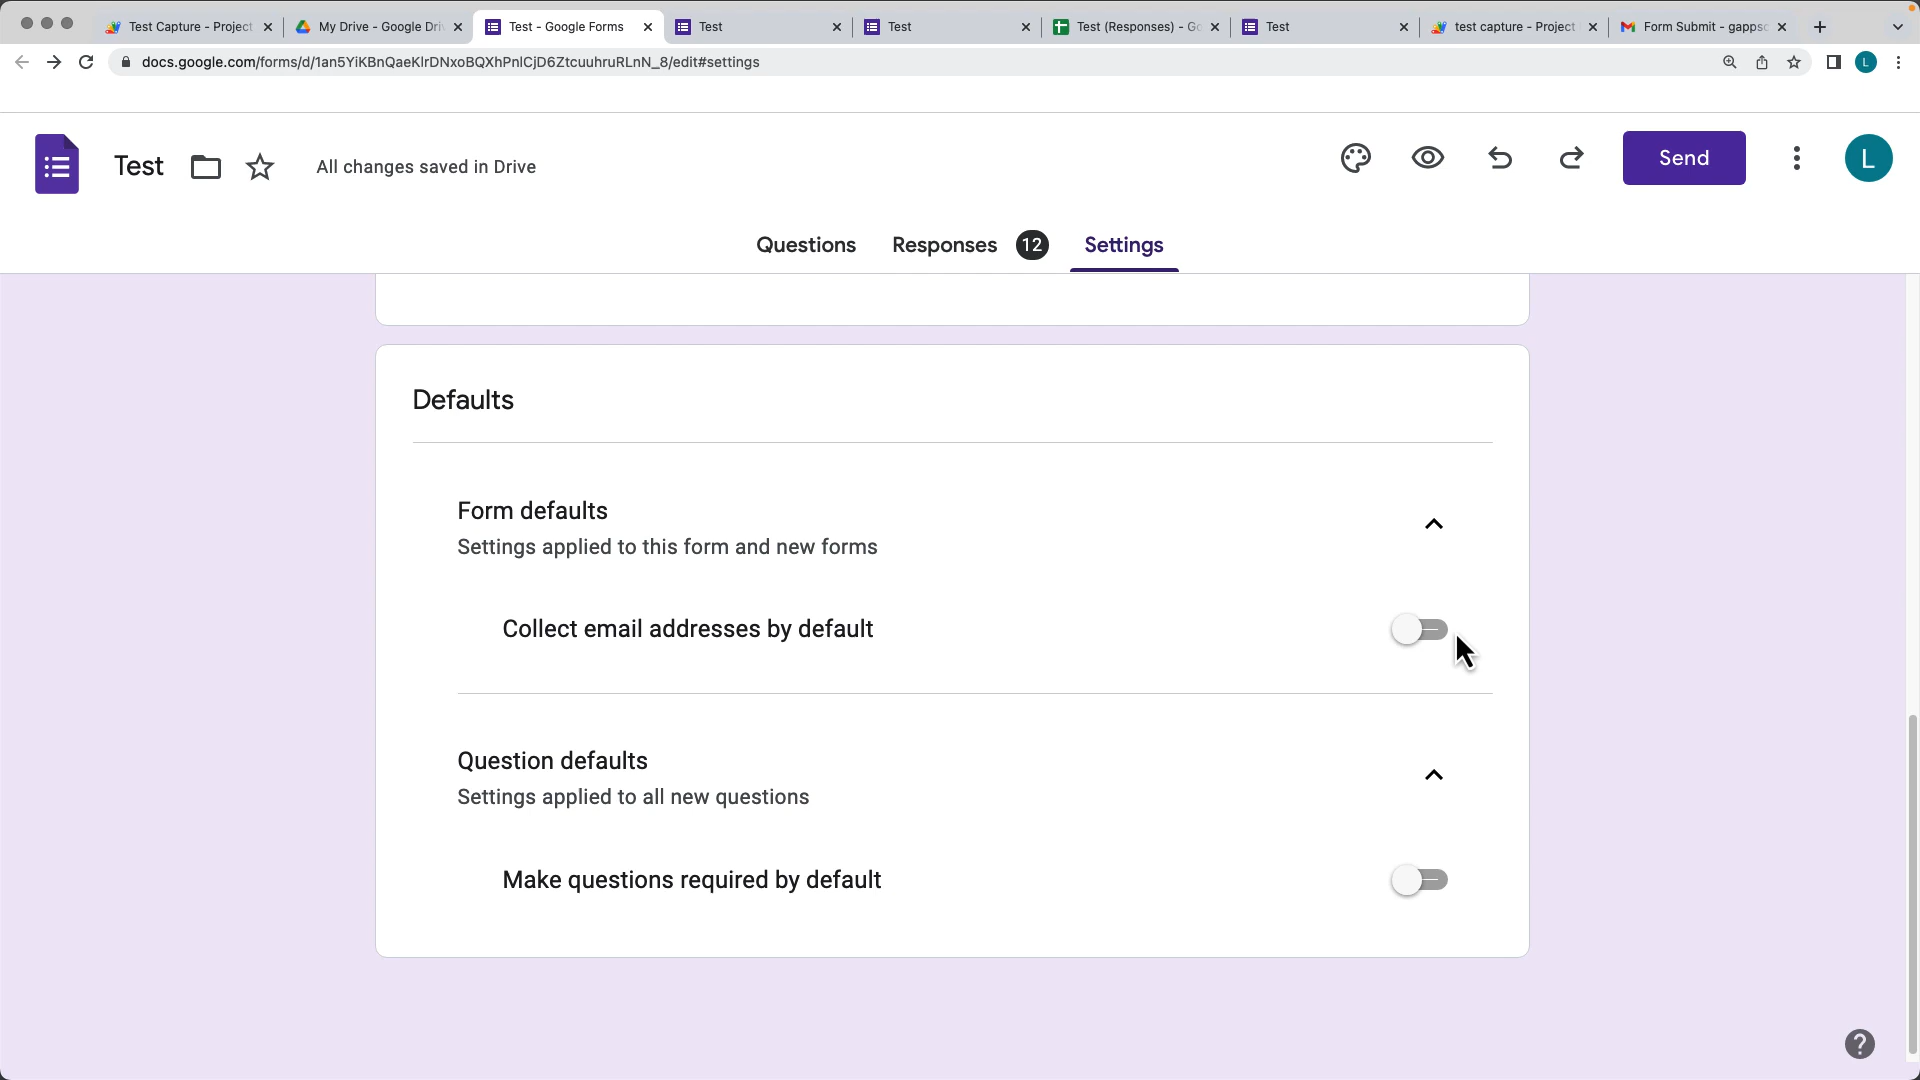 Test Capture - Project
My Drive - Google Dri
Test - Google Forms
Test
Test
Test (Responses) - Go
Test
test capture - Project
Form Submit - gappsc
docs.google.com/forms/d/1an5YiKBnQaeKlrDNxoBQXhPnlCjD6ZtcuuhruRLnN_8/edit#settings
L
Test
All changes saved in Drive
Send
L
Questions
Responses 12
Settings
Defaults
Form defaults
Settings applied to this form and new forms
Collect email addresses by default
Question defaults
Settings applied to all new questions
Make questions required by default
?